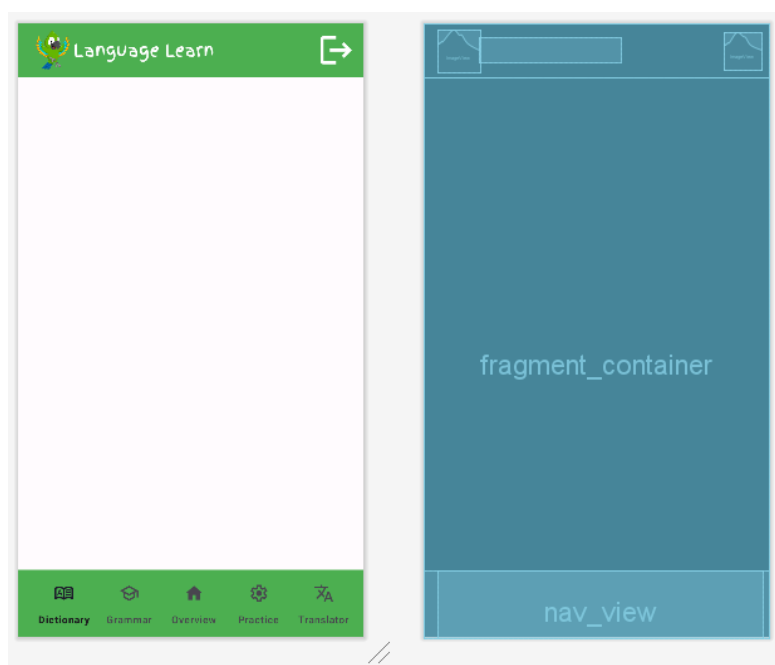 Language Learn
fragment_container
Dictionary Grammar Overview Practice Translator
nav_view